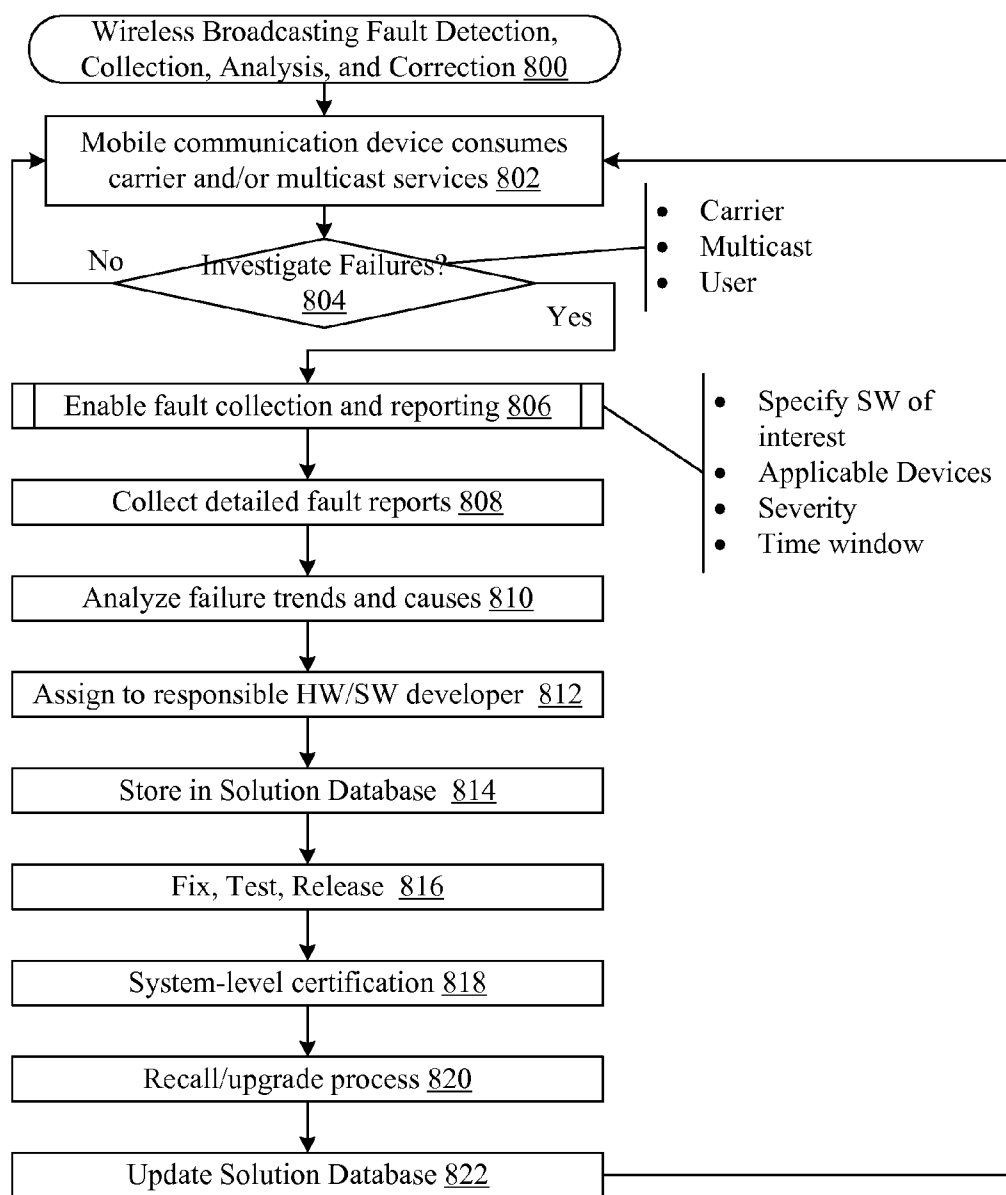 Wireless Broadcasting Fault Detection,
Collection, Analysis, and Correction 800
Mobile communication device consumes
carrier and/or multicast services 802
No
Investigate Failures?
804
Yes
• Carrier
• Multicast
• User
Enable fault collection and reporting 806
• Specify SW of
interest
• Applicable Devices
• Severity
• Time window
Collect detailed fault reports 808
Analyze failure trends and causes 810
Assign to responsible HW/SW developer 812
Store in Solution Database 814
Fix, Test, Release 816
System-level certification 818
Recall/upgrade process 820
Update Solution Database 822